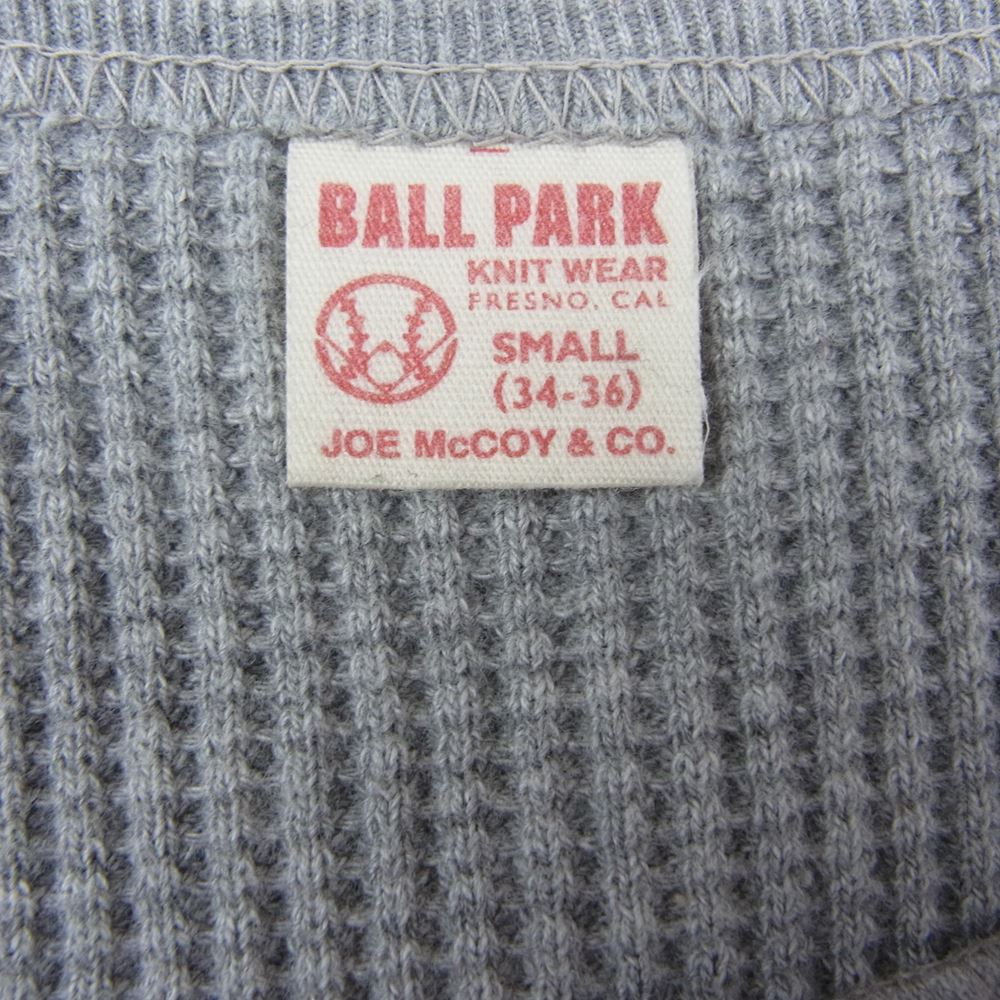 BALL PARK
KNIT WEAR
FRESNO. CAL
SMALL
(34-36)
JOE McCOY & CO.